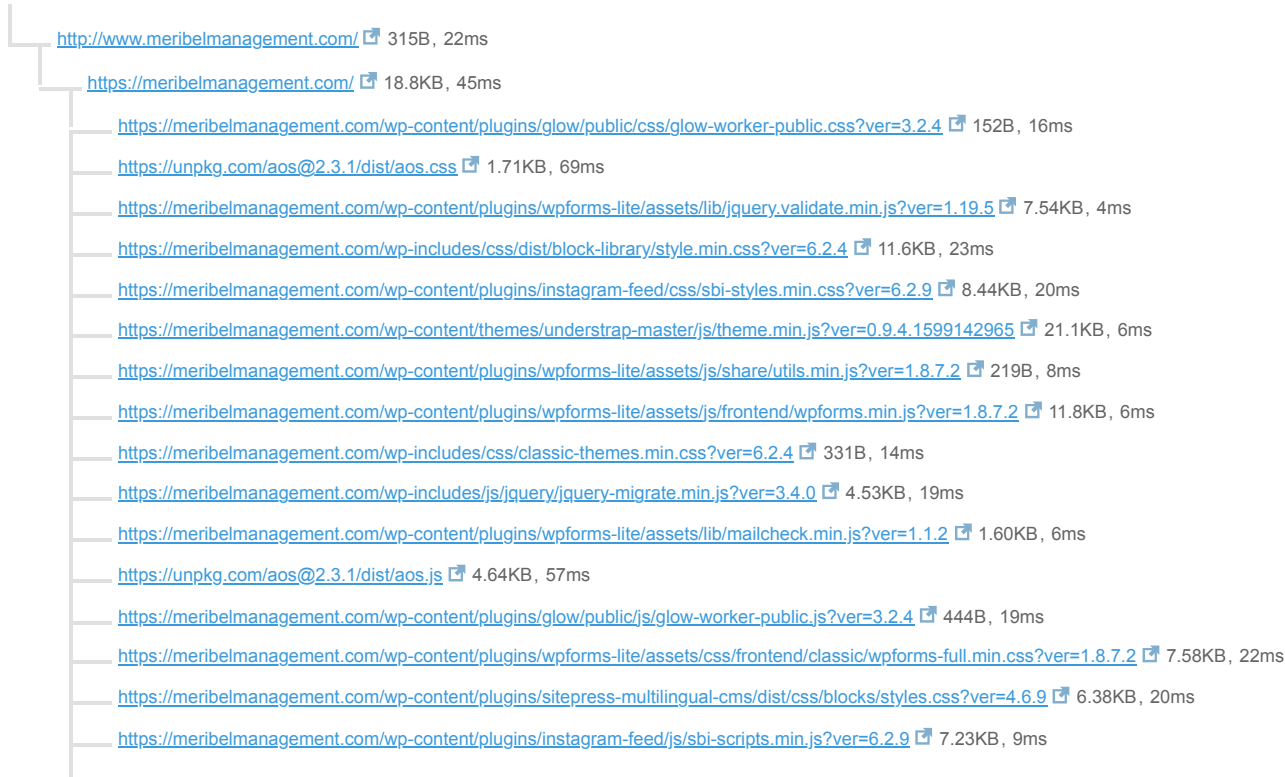 http://www.meribelmanagement.com/ 315B, 22ms
https://meribelmanagement.com/ 18.8KB, 45ms
https://meribelmanagement.com/wp-content/plugins/glow/public/css/glow-worker-public.css?ver=3.2.4 152B, 16ms
https://unpkg.com/aos@2.3.1/dist/aos.css 1.71KB, 69ms
https://meribelmanagement.com/wp-content/plugins/wpforms-lite/assets/lib/jquery.validate.min.js?ver=1.19.5 7.54KB, 4ms
https://meribelmanagement.com/wp-includes/css/dist/block-library/style.min.css?ver=6.2.4 11.6KB, 23ms
https://meribelmanagement.com/wp-content/plugins/instagram-feed/css/sbi-styles.min.css?ver=6.2.9 8.44KB, 20ms
https://meribelmanagement.com/wp-content/themes/understrap-master/js/theme.min.js?ver=0.9.4.1599142965 21.1KB, 6ms
https://meribelmanagement.com/wp-content/plugins/wpforms-lite/assets/js/share/utils.min.js?ver=1.8.7.2 219B, 8ms
https://meribelmanagement.com/wp-content/plugins/wpforms-lite/assets/js/frontend/wpforms.min.js?ver=1.8.7.2 11.8KB, 6ms
https://meribelmanagement.com/wp-includes/css/classic-themes.min.css?ver=6.2.4 331B, 14ms
https://meribelmanagement.com/wp-includes/js/jquery/jquery-migrate.min.js?ver=3.4.0 4.53KB, 19ms
https://meribelmanagement.com/wp-content/plugins/wpforms-lite/assets/lib/mailcheck.min.js?ver=1.1.2 1.60KB, 6ms
https://unpkg.com/aos@2.3.1/dist/aos.js 4.64KB, 57ms
https://meribelmanagement.com/wp-content/plugins/glow/public/js/glow-worker-public.js?ver=3.2.4 444B, 19ms
https://meribelmanagement.com/wp-content/plugins/wpforms-lite/assets/css/frontend/classic/wpforms-full.min.css?ver=1.8.7.2 7.58KB, 22ms
https://meribelmanagement.com/wp-content/plugins/sitepress-multilingual-cms/dist/css/blocks/styles.css?ver=4.6.9 6.38KB, 20ms
https://meribelmanagement.com/wp-content/plugins/instagram-feed/js/sbi-scripts.min.js?ver=6.2.9 7.23KB, 9ms